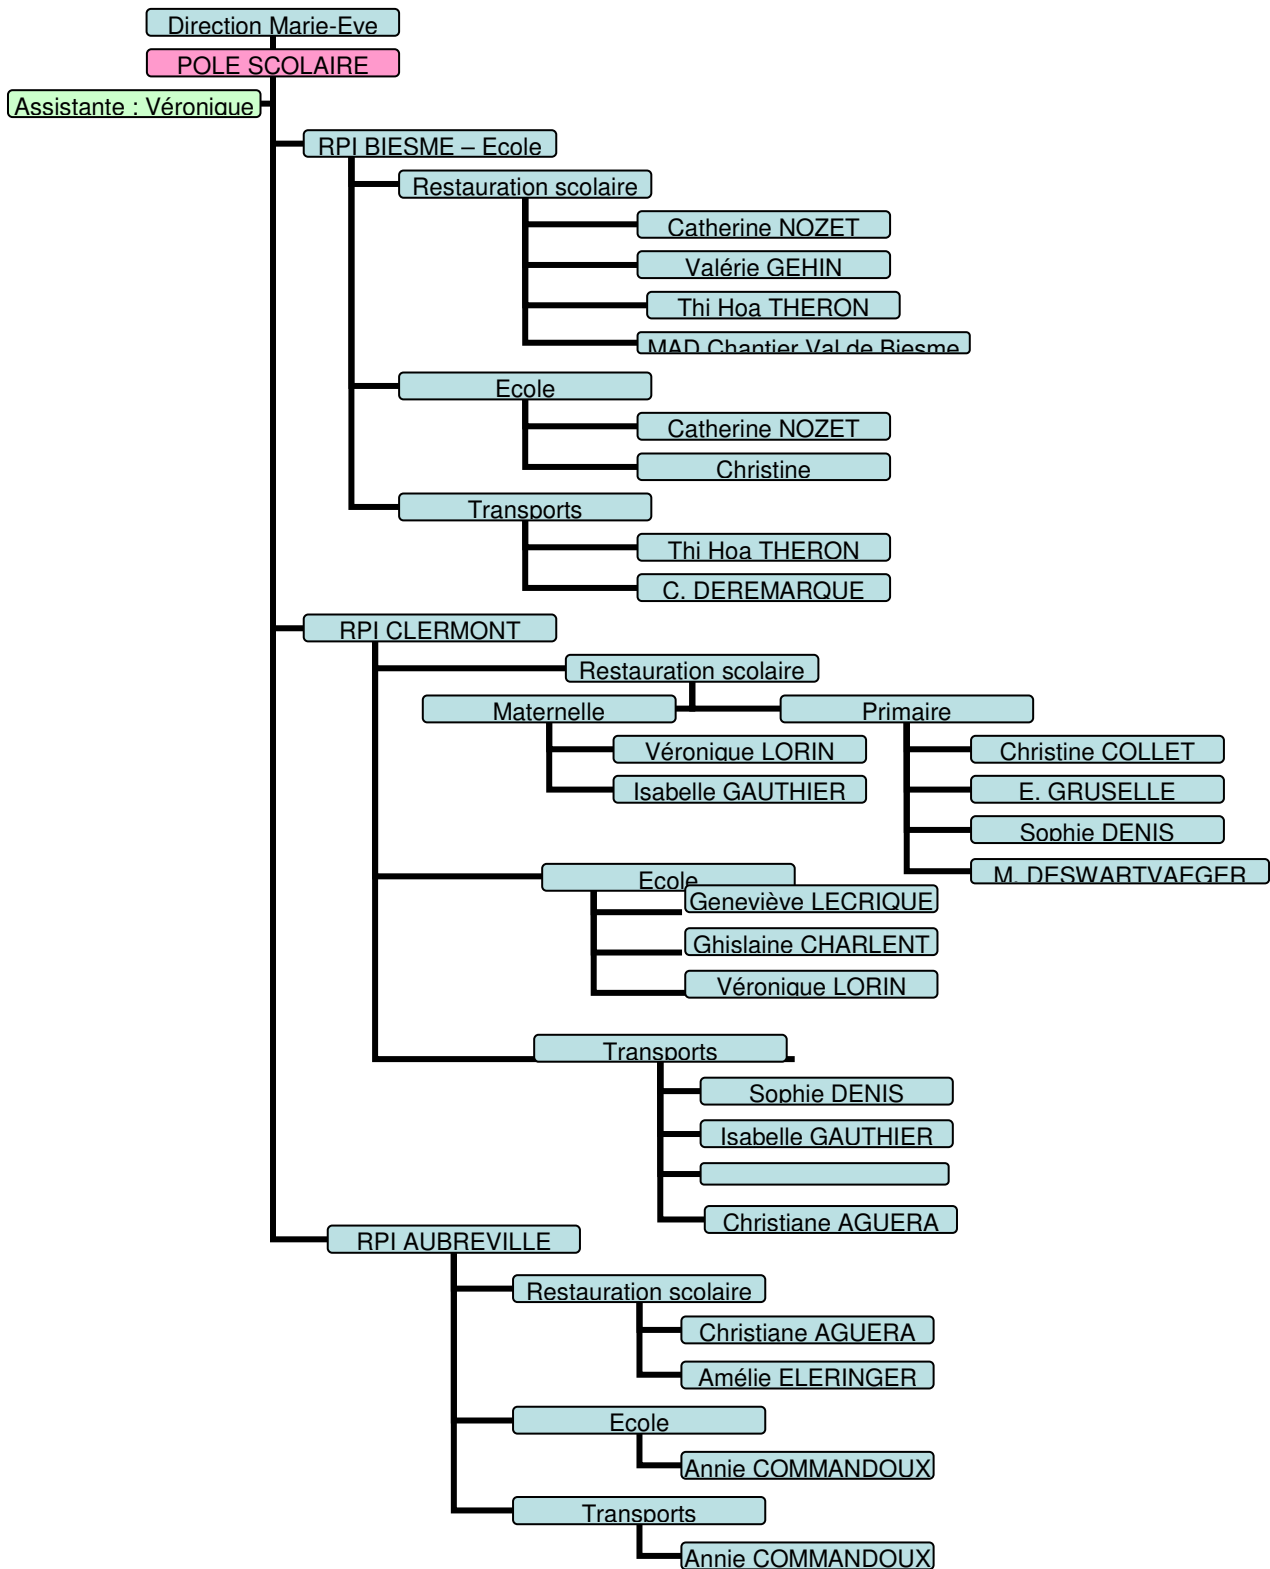 Direction Marie-Eve
POLE SCOLAIRE
Assistante : Véronique
RPI BIESME – Ecole
Restauration scolaire
Catherine NOZET
Valérie GEHIN
Thi Hoa THERON
MAD Chantier Val de Biesme
Ecole
Catherine NOZET
Christine
Transports
Thi Hoa THERON
C. DEREMARQUE
RPI CLERMONT
Restauration scolaire
Maternelle
Véronique LORIN
Isabelle GAUTHIER
Primaire
Christine COLLET
E. GRUSELLE
Sophie DENIS
M. DESWARTVAEGER
Ecole
Geneviève LECRIQUE
Ghislaine CHARLENT
Véronique LORIN
Transports
Sophie DENIS
Isabelle GAUTHIER
Christiane AGUERA
RPI AUBREVILLE
Restauration scolaire
Christiane AGUERA
Amélie ELERINGER
Ecole
Annie COMMANDOUX
Transports
Annie COMMANDOUX